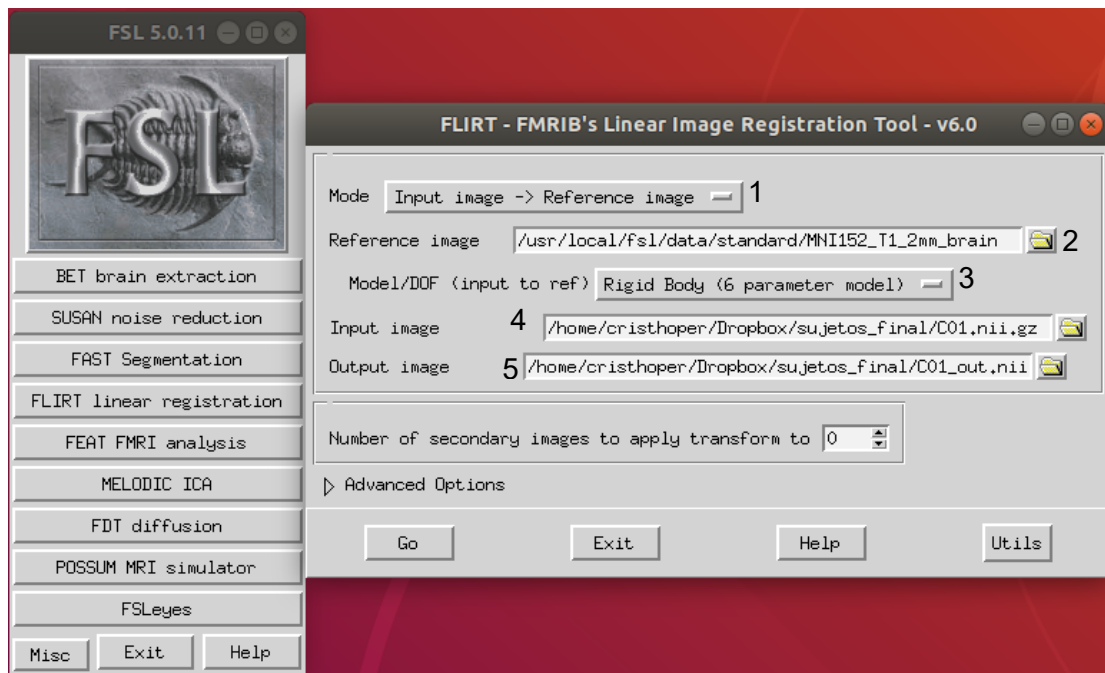 FSL 5.0.11
FSL
BET brain extraction
SUSAN noise reduction
FAST Segmentation
FLIRT linear registration
FEAT FMRI analysis
MELODIC ICA
FDT diffusion
POSSUM MRI simulator
FSLeyes
Misc Exit Help
FLIRT - FMRIB's Linear Image Registration Tool - v6.0
Mode Input image -> Reference image 1
Reference image /usr/local/fsl/data/standard/MNI152_T1_2mm_brain 2
Model/DOF (input to ref) Rigid Body (6 parameter model) 3
Input image 4 /home/cristhoper/Dropbox/sujetos_final/C01.nii.gz
Output image 5 /home/cristhoper/Dropbox/sujetos_final/C01_out.nii
Number of secondary images to apply transform to 0
Advanced Options
Go Exit Help Utils